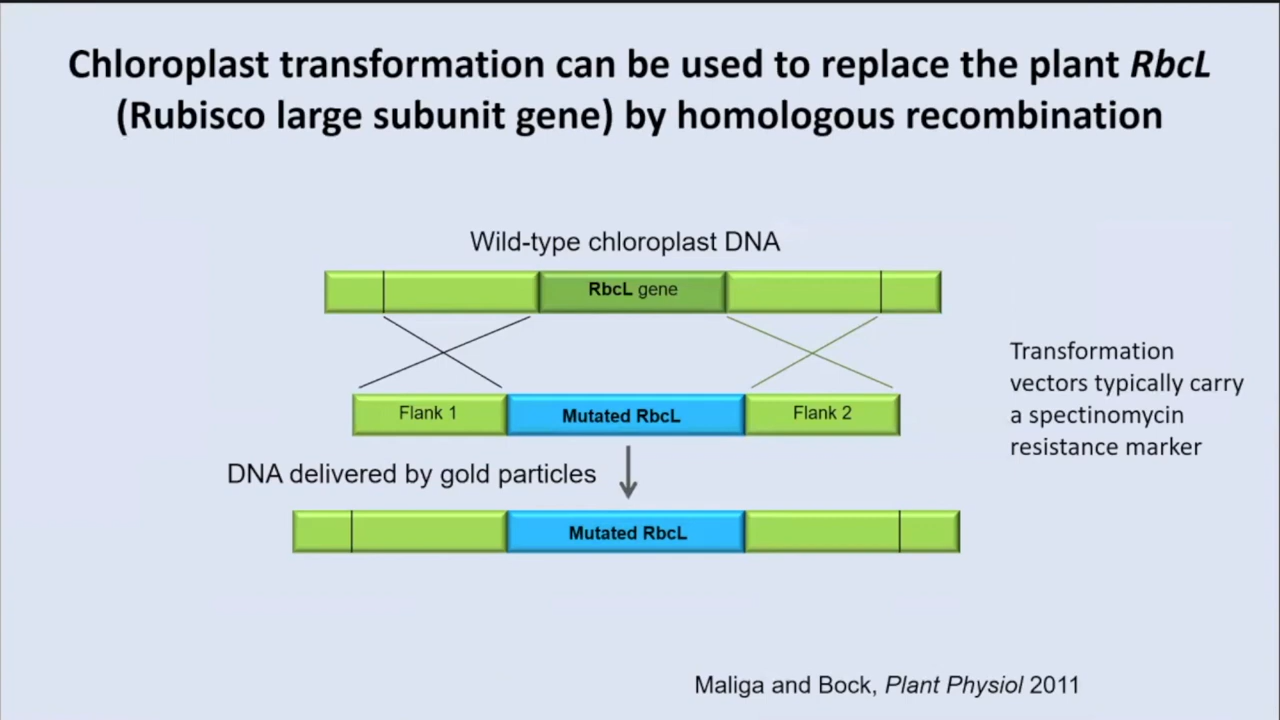 Chloroplast transformation can be used to replace the plant RbcL
(Rubisco large subunit gene) by homologous recombination
Wild-type chloroplast DNA
RbcL gene
Transformation
vectors typically carry
a spectinomycin
resistance marker
Flank 1
Mutated RbcL
Flank 2
DNA delivered by gold particles
Mutated RbcL
Maliga and Bock, Plant Physiol 2011